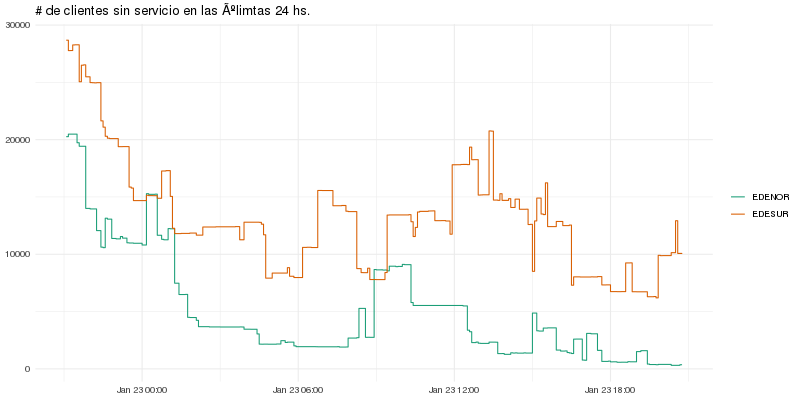 # de clientes sin servicio en las Ãºlimtas 24 hs.
30000
20000
10000
0
Jan 23 00:00
Jan 23 06:00
Jan 23 12:00
Jan 23 18:00
EDENOR
EDESUR